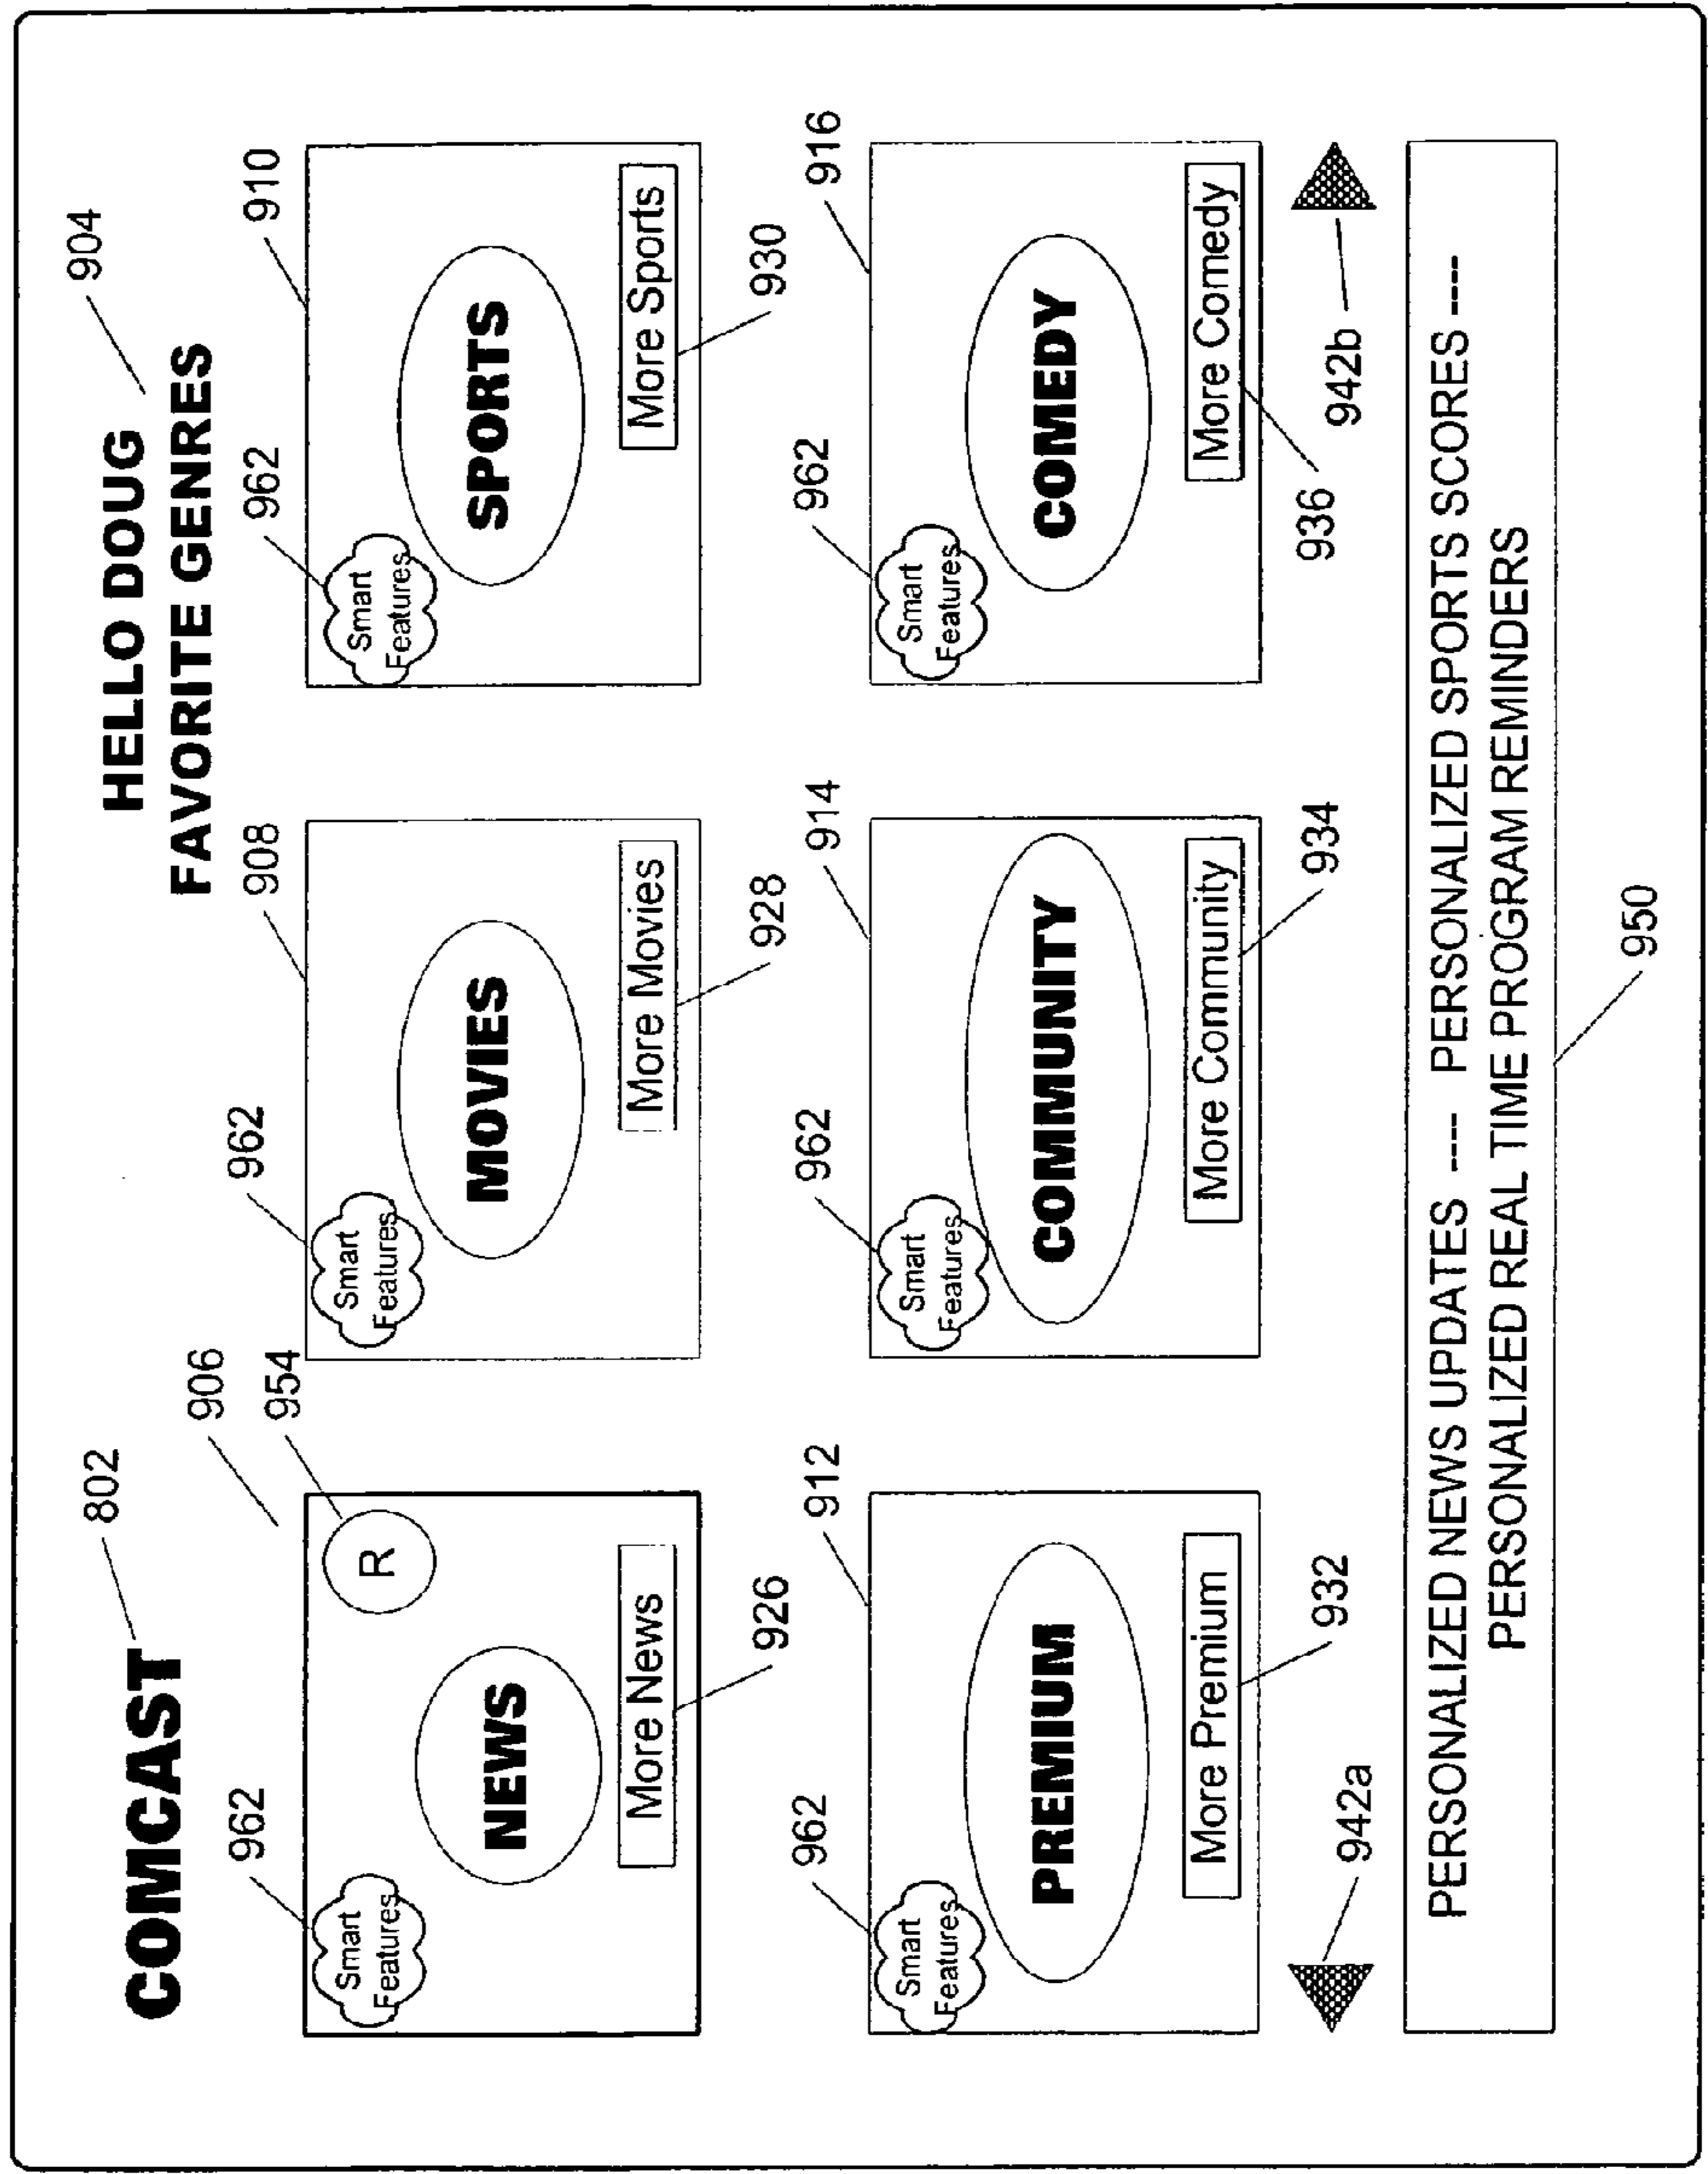 COMCAST
802
HELLO DOUG
FAVORITE GENRES
904
962
906
954
Smart
Features
R
NEWS
More News
926
962
908
Smart
Features
MOVIES
More Movies
928
962
910
Smart
Features
SPORTS
More Sports
930
962
912
Smart
Features
PREMIUM
More Premium
932
962
914
Smart
Features
COMMUNITY
More Community
934
962
916
Smart
Features
COMEDY
More Comedy
936
942a
942b
PERSONALIZED NEWS UPDATES ---- PERSONALIZED SPORTS SCORES ----
PERSONALIZED REAL TIME PROGRAM REMINDERS
950